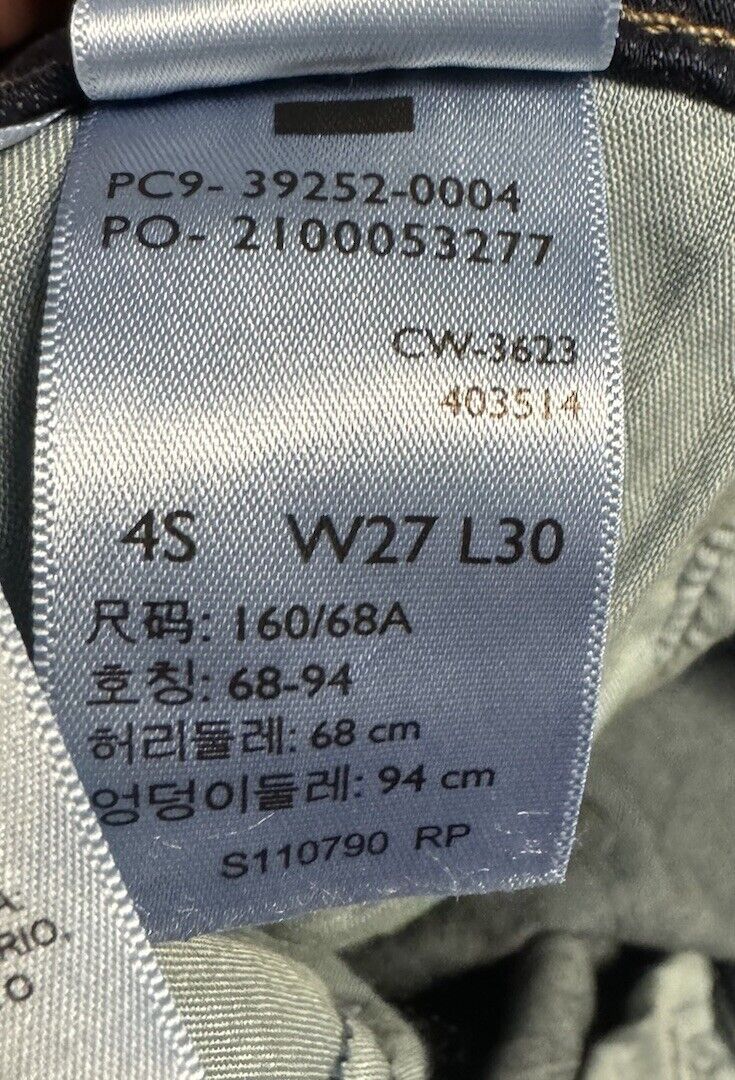 PC9- 39252-0004
PO- 2100053277
CW-3623
403514
4S W27 L30
尺码: 160/68A
호칭: 68-94
허리둘레: 68 cm
엉덩이둘레: 94 cm
S110790 RP